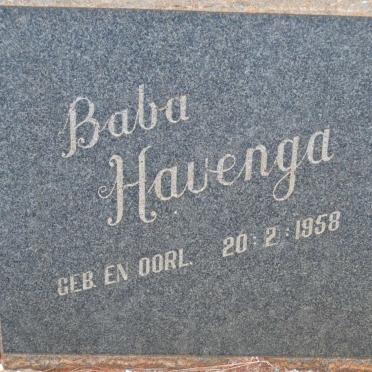 Baba
Havenga
GEB. EN OORL. 20:2:1958